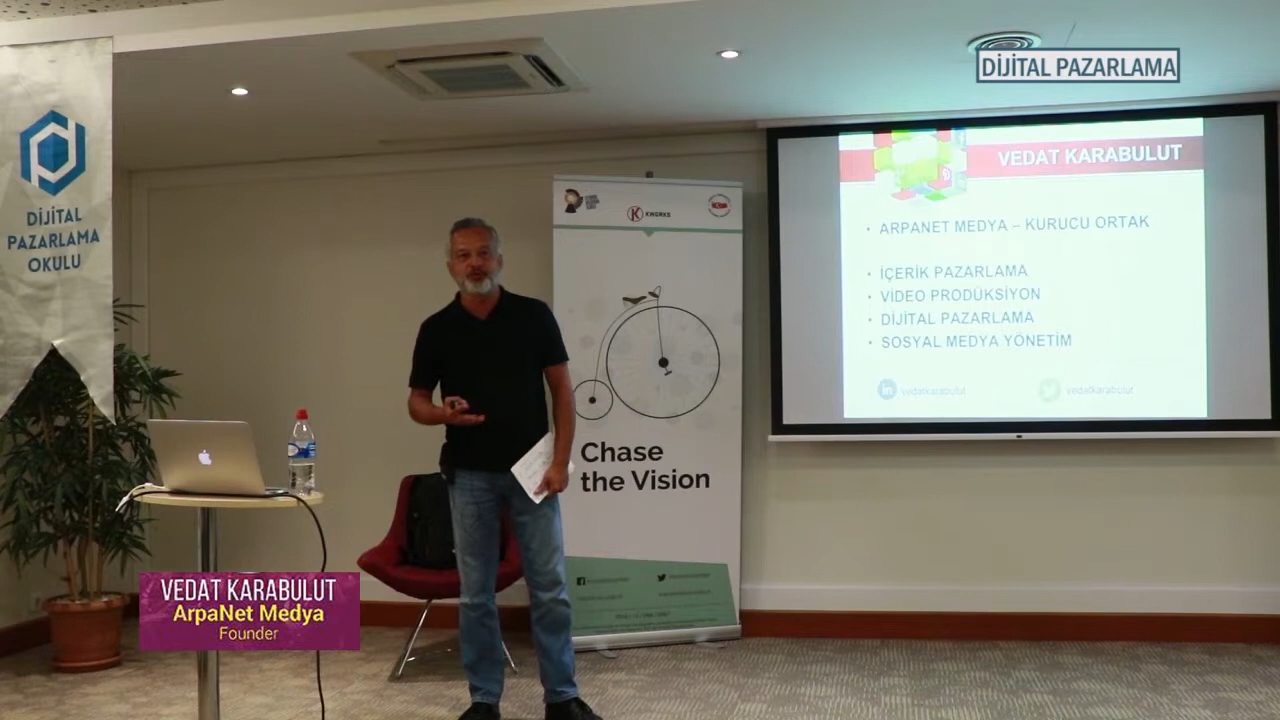 DİJİTAL PAZARLAMA
DİJİTAL
PAZARLAMA
OKULU
KWORKS
Chase
the Vision
VEDAT KARABULUT
• ARPANET MEDYA – KURUCU ORTAK
• İÇERİK PAZARLAMA
• VİDEO PRODÜKSİYON
• DİJİTAL PAZARLAMA
• SOSYAL MEDYA YÖNETİM
vedatkarabulut
vedatkarabulut
VEDAT KARABULUT
ArpaNet Medya
Founder